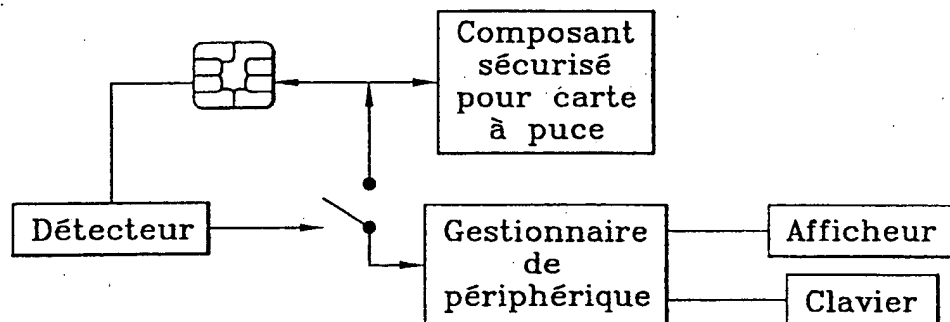 Composant
sécurisé
pour carte
à puce
Détecteur
Gestionnaire
de
périphérique
Afficheur
Clavier